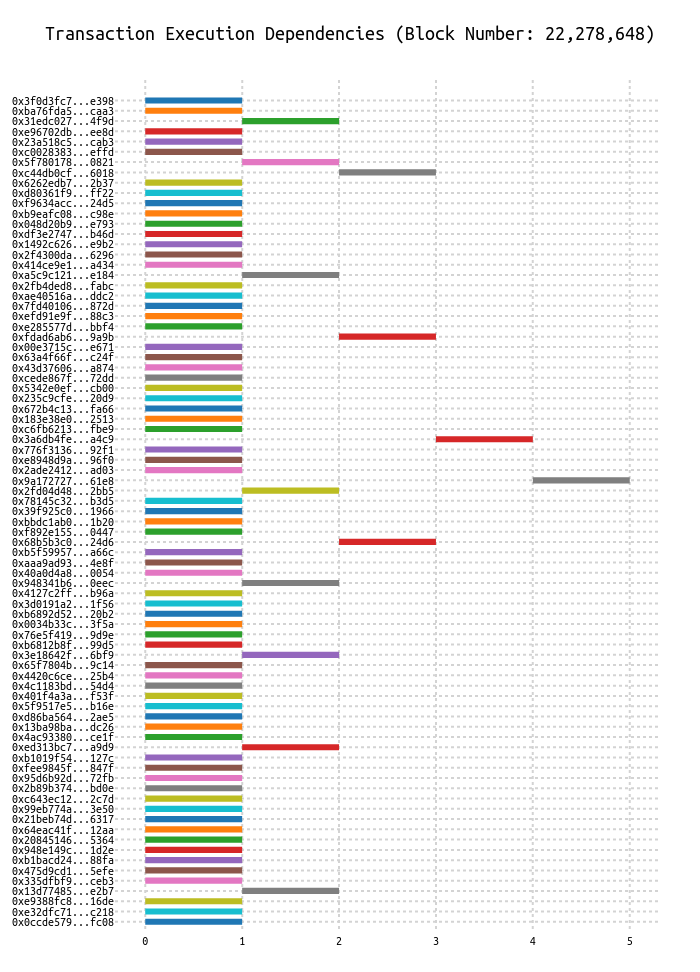 Transaction Execution Dependencies (Block Number: 22,278,648)
0x3f0d3fc7...e398
0xba76fda5...caa3
0x31edc027...4f9d
0xe96702db...ee8d
0x23a518c5...cab3
0xc0028383...effd
0x5f780178...0821
0xc44db0cf...6018
0x6262edb7...2b37
0xd80361f9...ff22
0xf9634acc...24d5
0xb9eafc08...c98e
0x048d20b9...e793
0xdf3e2747...b46d
0x1492c626...e9b2
0x2f4300da...6296
0x414ce9e1...a434
0xa5c9c121...e184
0x2fb4ded8...fabc
0xae40516a...ddc2
0x7fd40106...872d
0xefd91e9f...88c3
0xe285577d...bbf4
0xfdad6ab6...9a9b
0x00e3715c...e671
0x63a4f66f...c24f
0x43d37606...a874
0xcede867f...72dd
0x5342e0ef...cb00
0x235c9cfe...20d9
0x672b4c13...fa66
0x183e38e0...2513
0xc6fb6213...fbe9
0x3a6db4fe...a4c9
0x776f3136...92f1
0xe8948d9a...96f0
0x2ade2412...ad03
0x9a172727...61e8
0x2fd04d48...2bb5
0x78145c32...b3d5
0x39f925c0...1966
0xbbdc1ab0...1b20
0xf892e155...0447
0x68b5b3c0...24d6
0xb5f59957...a66c
0xaaa9ad93...4e8f
0x40a0d4a8...0054
0x948341b6...0eec
0x4127c2ff...b96a
0x3d0191a2...1f56
0xb6892d52...20b2
0x0034b33c...3f5a
0x76e5f419...9d9e
0xb6812b8f...99d5
0x3e18642f...6bf9
0x65f7804b...9c14
0x4420c6ce...25b4
0x4c1183bd...54d4
0x401f4a3a...f53f
0x5f9517e5...b16e
0xd86ba564...2ae5
0x13ba98ba...dc26
0x4ac93380...ce1f
0xed313bc7...a9d9
0xb1019f54...127c
0xfee9845f...847f
0x95d6b92d...72fb
0x2b89b374...bd0e
0xc643ec12...2c7d
0x99eb774a...3e50
0x21beb74d...6317
0x64eac41f...12aa
0x20845146...5364
0x948e149c...1d2e
0xb1bacd24...88fa
0x475d9cd1...5efe
0x335dfbf9...ceb3
0x13d77485...e2b7
0xe9388fc8...16de
0xe32dfc71...c218
0x0ccde579...fc08
0 1 2 3 4 5